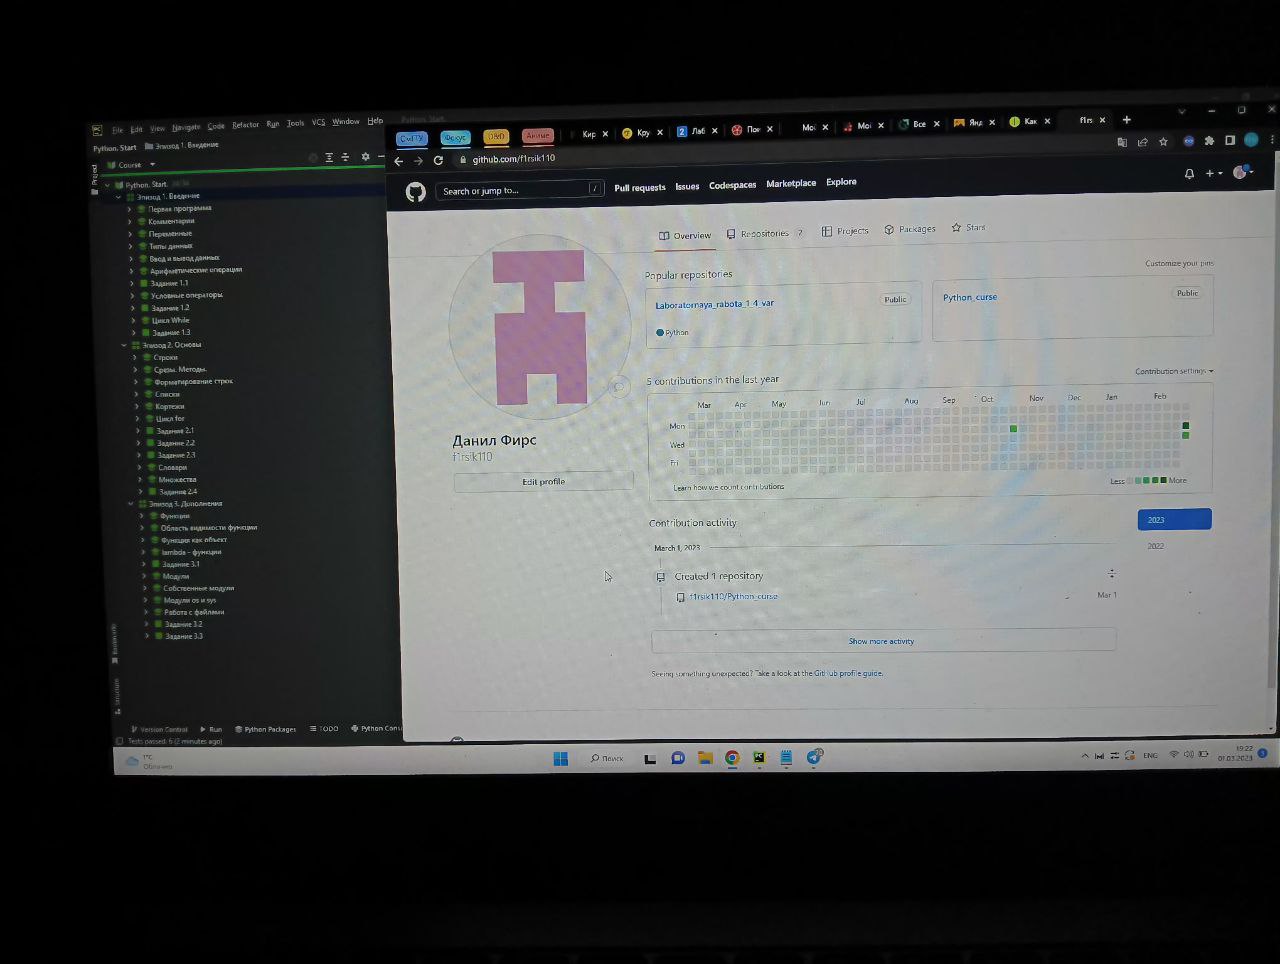 File Edit View Navigate Code Refactor Run Tools VCS Window Help Python. Start
Python. Start Эпизод 1. Введение
Course
Project
Python. Start
Эпизод 1. Введение
Первая программа
Комментарии
Переменные
Типы данных
Ввод и вывод данных
Арифметические операции
Задание 1.1
Условные операторы
Задание 1.2
Цикл While
Задание 1.3
Эпизод 2. Основы
Строки
Срезы. Методы.
Форматирование строк
Списки
Кортежи
Цикл for
Задание 2.1
Задание 2.2
Задание 2.3
Словари
Множества
Задание 2.4
Эпизод 3. Дополнения
Функции
Область видимости функции
Функция как объект
lambda - функции
Задание 3.1
Модули
Собственные модули
Модули os и sys
Работа с файлами
Задание 3.2
Задание 3.3
Bookmarks
Structure
Version Control Run Python Packages TODO Python Cons
Tests passed: 6 (2 minutes ago)
СмГТУ Фокус D&D Аниме Кир Кру 2 Лаб Пои Мои Мо Все Янд Как f1rs
github.com/f1rsik110
Search or jump to... / Pull requests Issues Codespaces Marketplace Explore
Overview Repositories 2 Projects Packages Stars
Popular repositories Customize your pins
Laboratornaya_rabota_1_4_var Public
Python
Python_curse Public
5 contributions in the last year Contribution settings
Mar Apr May Jun Jul Aug Sep Oct Nov Dec Jan Feb
Mon
Wed
Fri
Learn how we count contributions Less More
Данил Фирс
f1rsik110
Edit profile
Contribution activity
2023
2022
March 1, 2023
Created 1 repository
f1rsik110/Python_curse Mar 1
Show more activity
Seeing something unexpected? Take a look at the GitHub profile guide.
1°C
Облачно
Поиск
ENG
19:22
01.03.2023